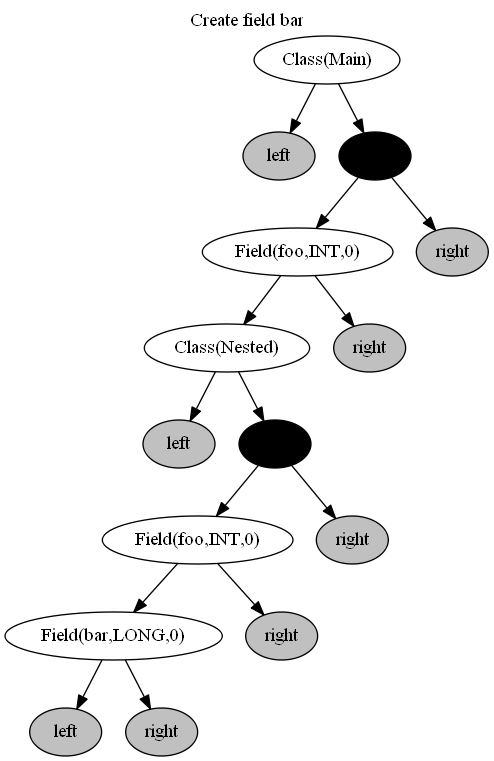 Create field bar
Class(Main)
left
Field(foo,INT,0)
right
Class(Nested)
right
left
Field(foo,INT,0)
right
Field(bar,LONG,0)
right
left
right